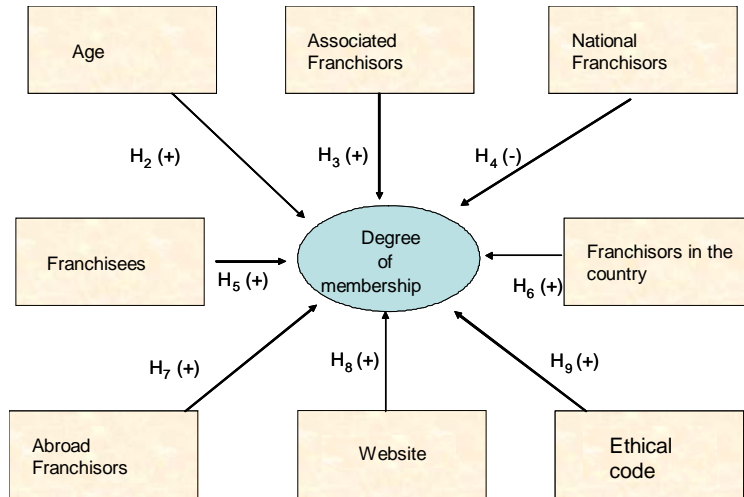 Age
Associated
Franchisors
National
Franchisors
H2 (+)
H3 (+)
H4 (-)
Franchisees
H5 (+)
Degree
of
membership
Franchisors in the
country
H6 (+)
H7 (+)
H8 (+)
H9 (+)
Abroad
Franchisors
Website
Ethical
code